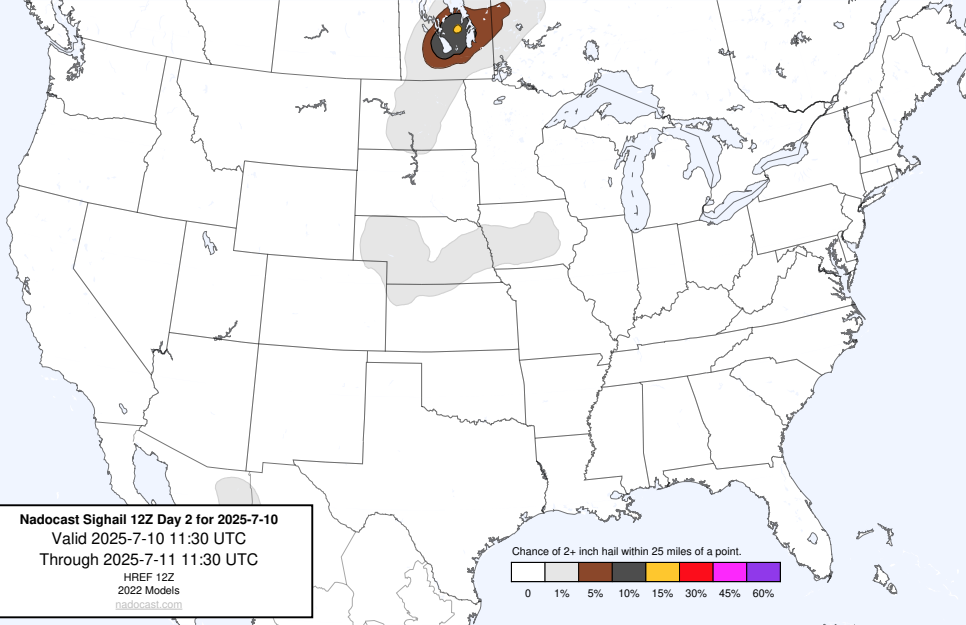 Nadocast Sighail 12Z Day 2 for 2025-7-10
Valid 2025-7-10 11:30 UTC
Through 2025-7-11 11:30 UTC
HREF 12Z
2022 Models
nadocast.com
Chance of 2+ inch hail within 25 miles of a point.
0 1% 5% 10% 15% 30% 45% 60%